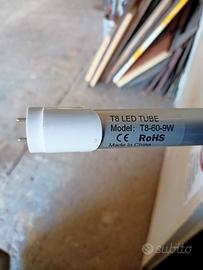 T8 LED TUBE
Model: T8-60-9W
CE RoHS
Made in China
subito